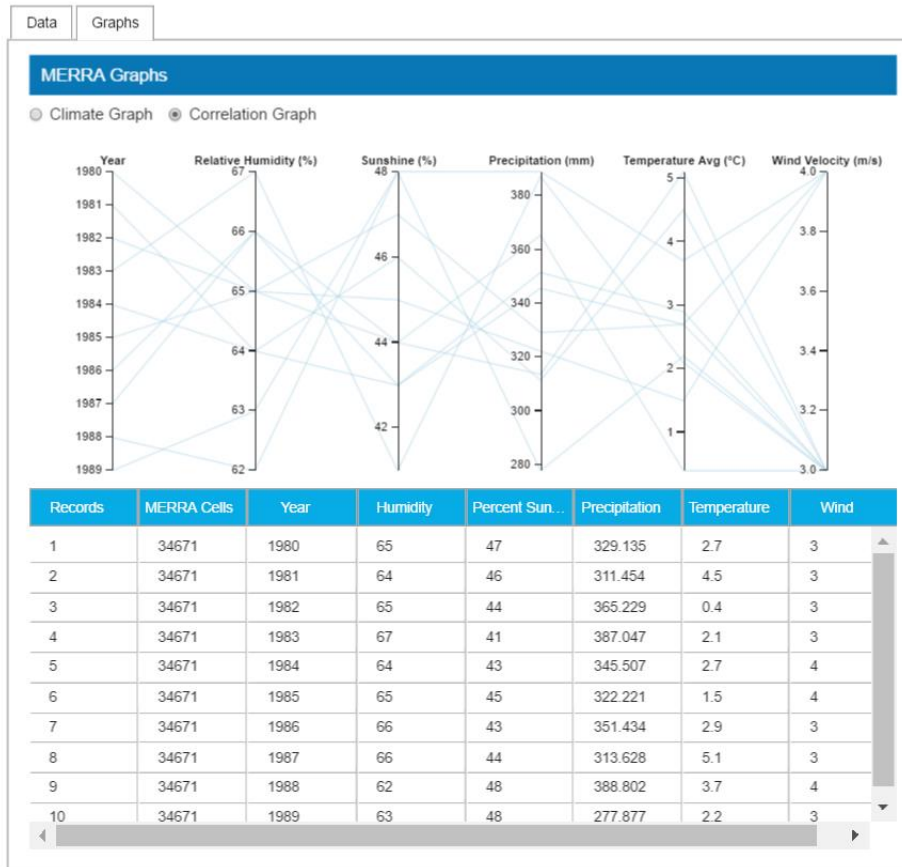 Data Graphs
MERRA Graphs
Climate Graph Correlation Graph
Year Relative Humidity (%) Sunshine (%) Precipitation (mm) Temperature Avg (°C) Wind Velocity (m/s)
1980 67 48 5 4.0
1981 380
1982 66 4 3.8
1983 46 360
1984 65 340 3 3.6
1985 64 44 3.4
1986 320 2
1987 63 300 3.2
1988 42 1
1989 62 280 3.0
Records MERRA Cells Year Humidity Percent Sun... Precipitation Temperature Wind
1 34671 1980 65 47 329.135 2.7 3
2 34671 1981 64 46 311.454 4.5 3
3 34671 1982 65 44 365.229 0.4 3
4 34671 1983 67 41 387.047 2.1 3
5 34671 1984 64 43 345.507 2.7 4
6 34671 1985 65 45 322.221 1.5 4
7 34671 1986 66 43 351.434 2.9 3
8 34671 1987 66 44 313.628 5.1 3
9 34671 1988 62 48 388.802 3.7 4
10 34671 1989 63 48 277.877 2.2 3